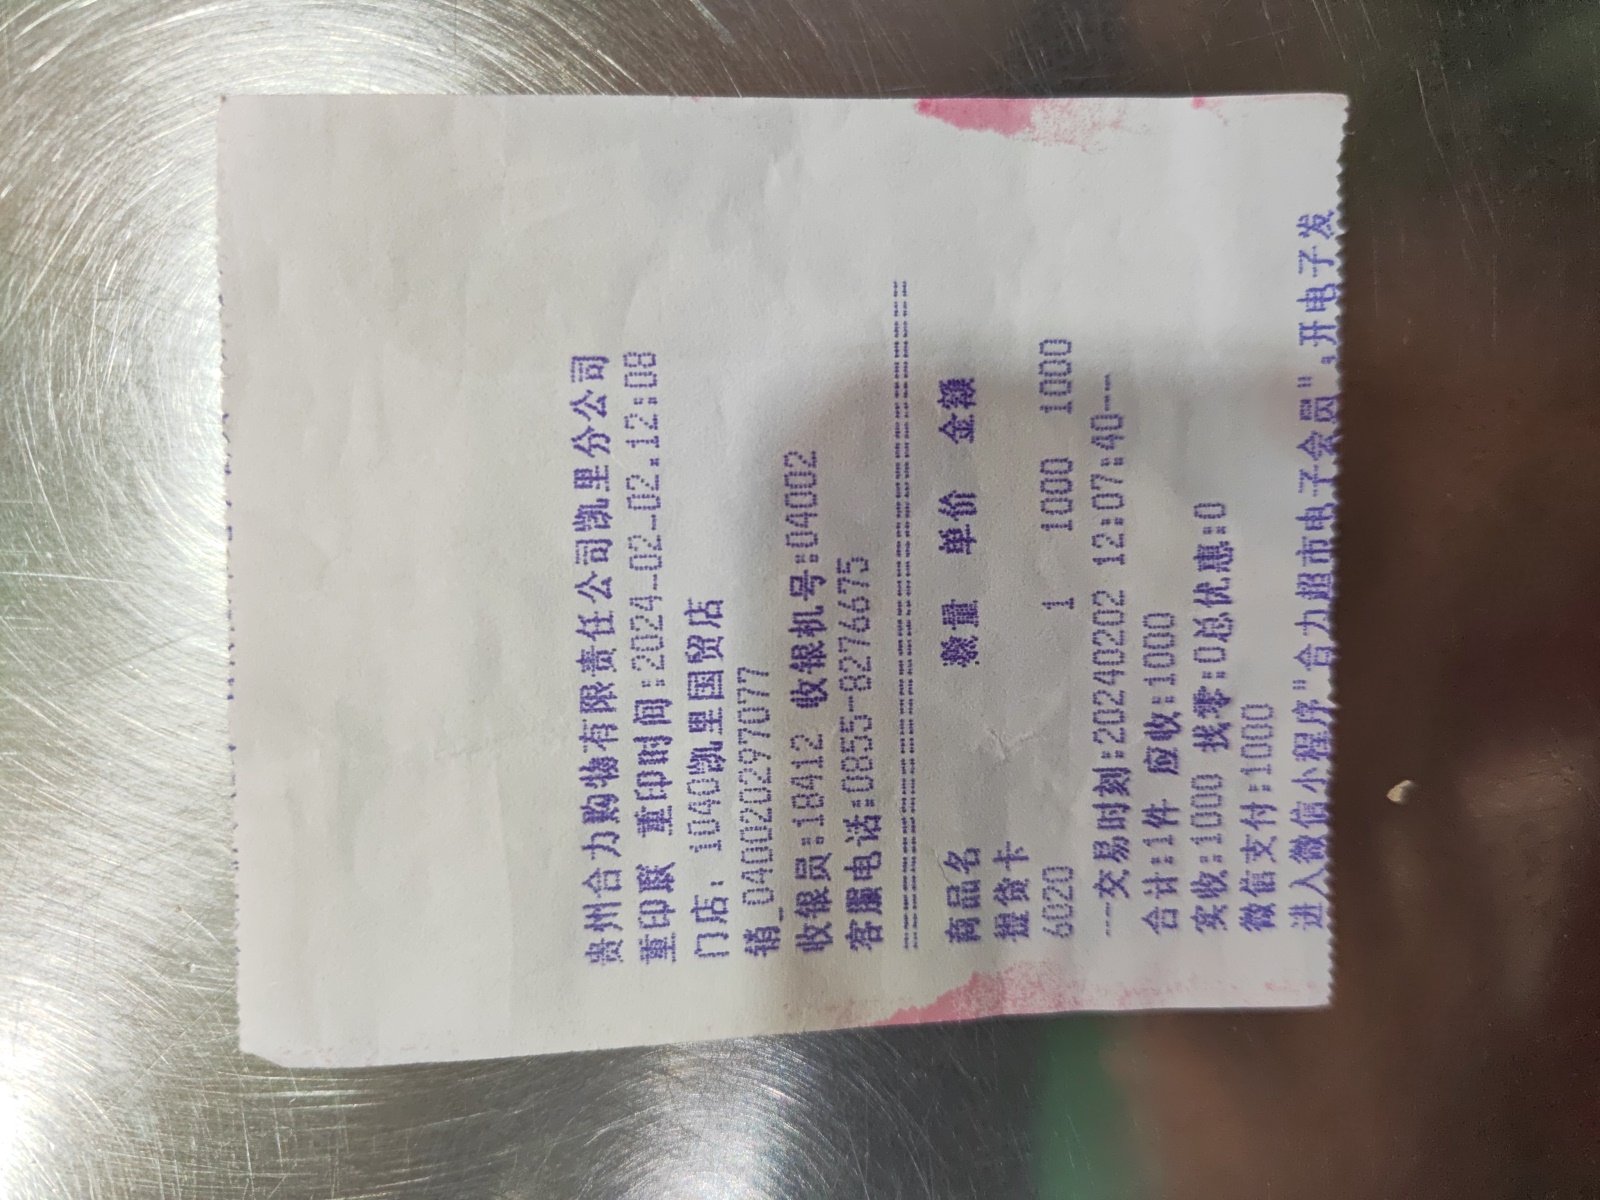 贵州合力购物有限责任公司凯里分公司
重印联 重印时间:2024-02-02.12:08
门店: 1040凯里国贸店
销_0400202297077
收银员:18412 收银机号:04002
客服电话:0855-8276675
商品名 数量 单价 金额
提货卡
6020 1 1000 1000
---交易时刻:20240202 12:07:40--
合计:1件 应收:1000
实收:1000 找零:0总优惠:0
微信支付:1000
进入微信小程序"合力超市电子会员",开电子发